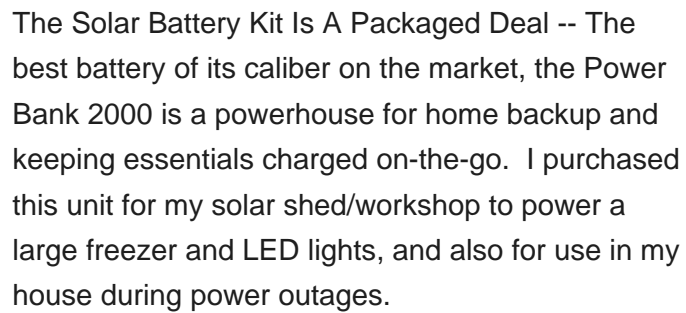 The Solar Battery Kit Is A Packaged Deal -- The
best battery of its caliber on the market, the Power
Bank 2000 is a powerhouse for home backup and
keeping essentials charged on-the-go.  I purchased
this unit for my solar shed/workshop to power a
large freezer and LED lights, and also for use in my
house during power outages.